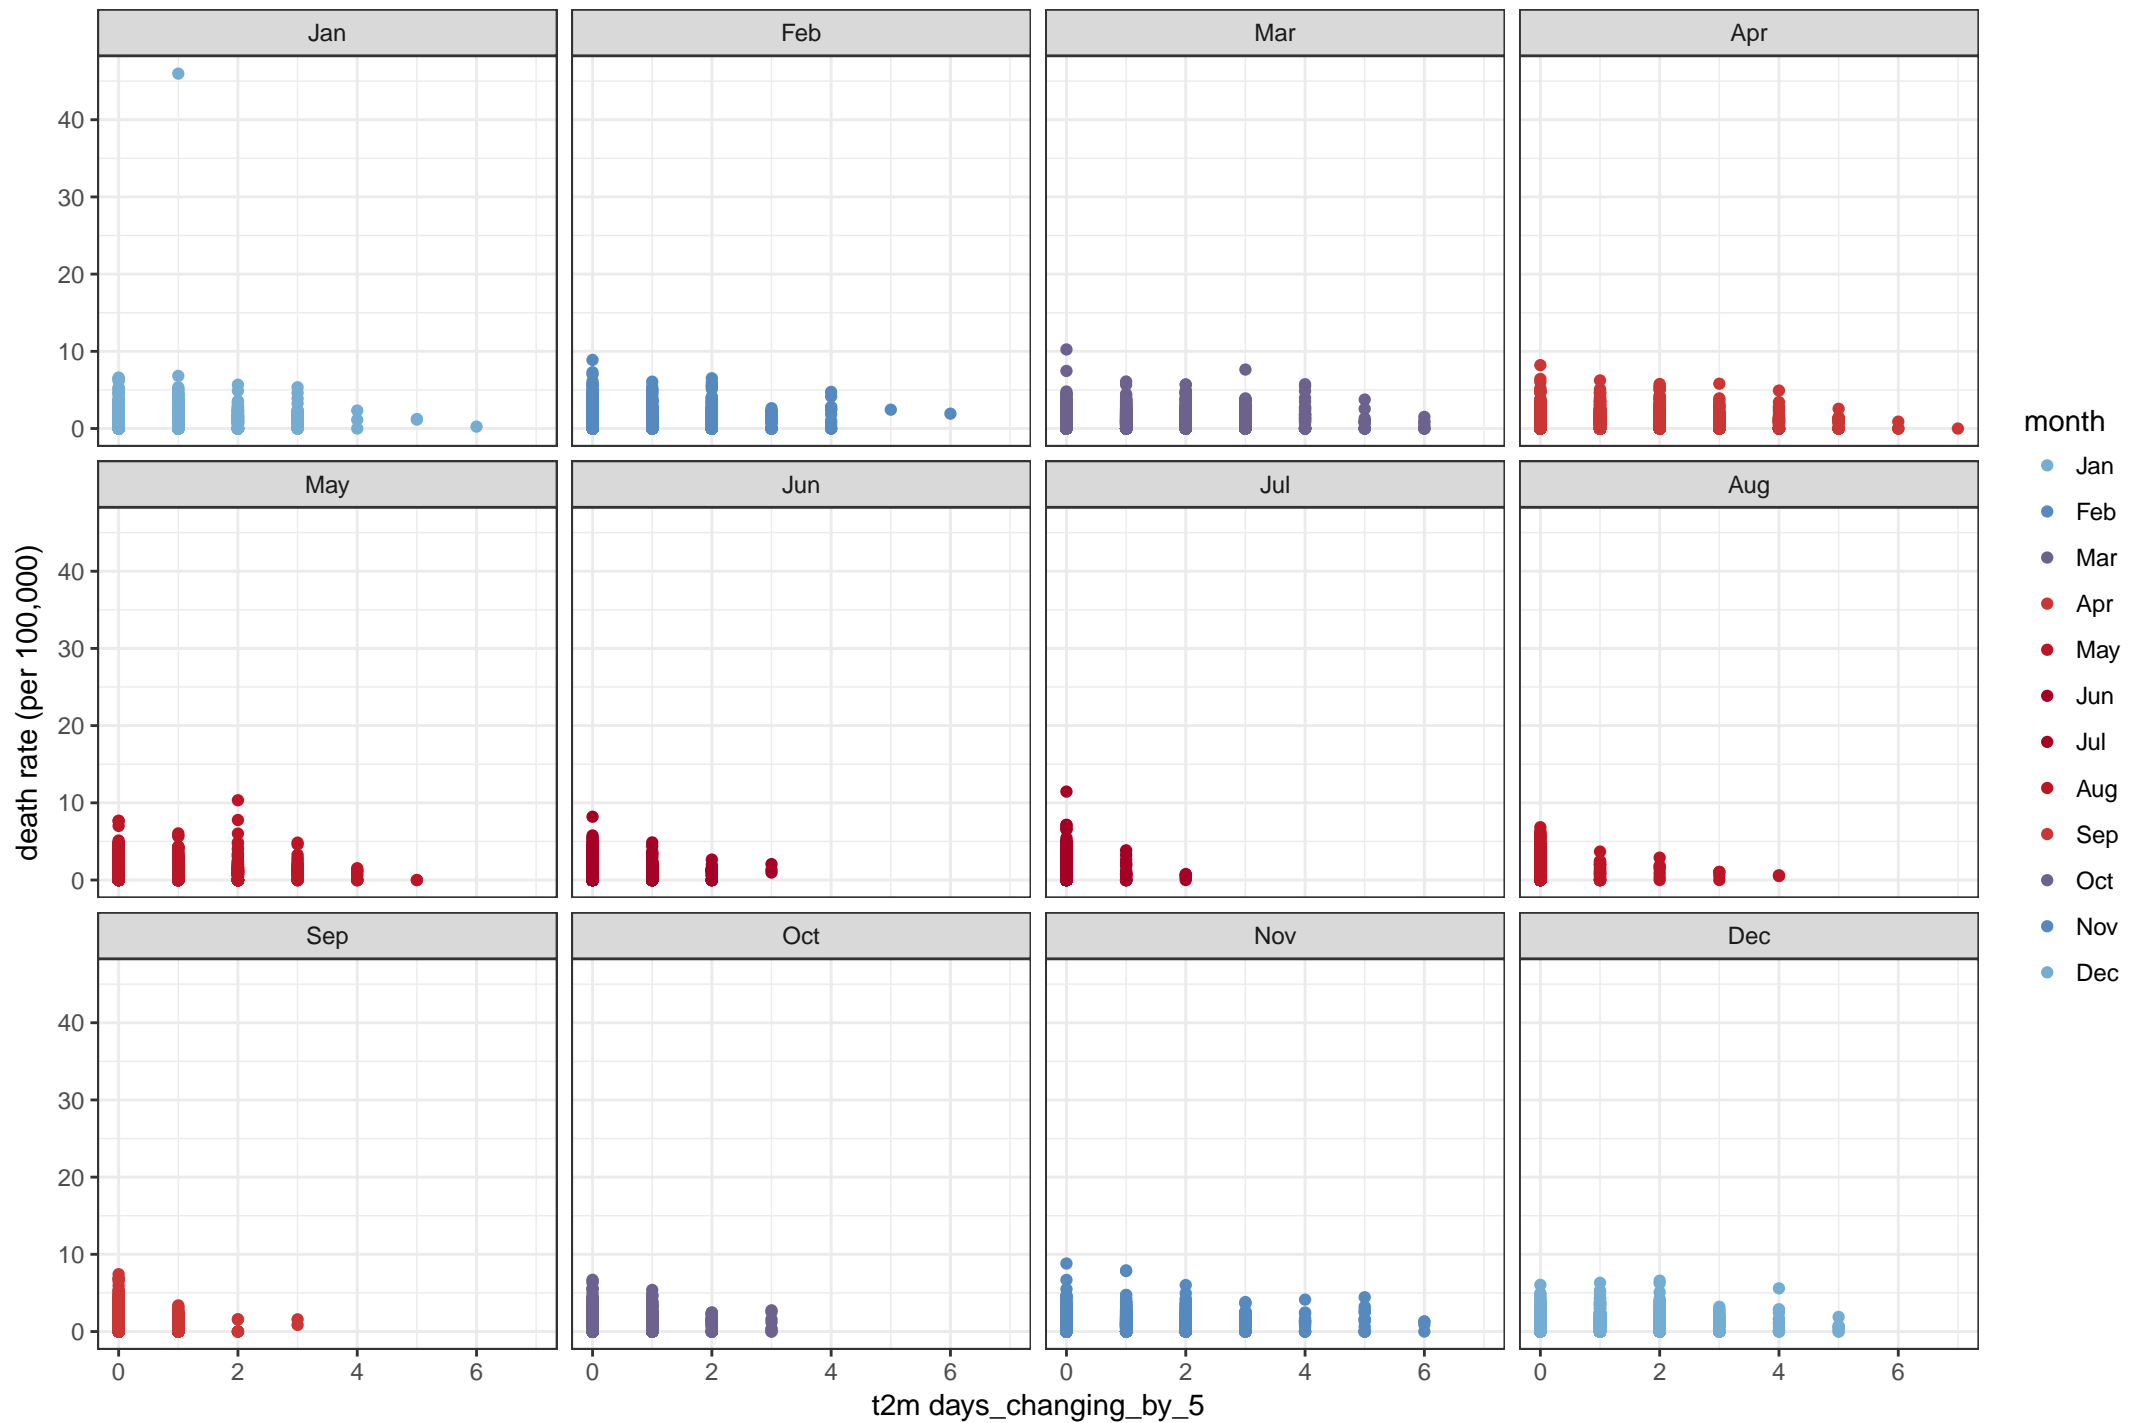 Jan Feb Mar Apr
40
30
20
10
0
May Jun Jul Aug
40
30
20
10
0
Sep Oct Nov Dec
40
30
20
10
0
0 2 4 6 0 2 4 6 0 2 4 6 0 2 4 6
t2m days_changing_by_5
death rate (per 100,000)
month
Jan
Feb
Mar
Apr
May
Jun
Jul
Aug
Sep
Oct
Nov
Dec